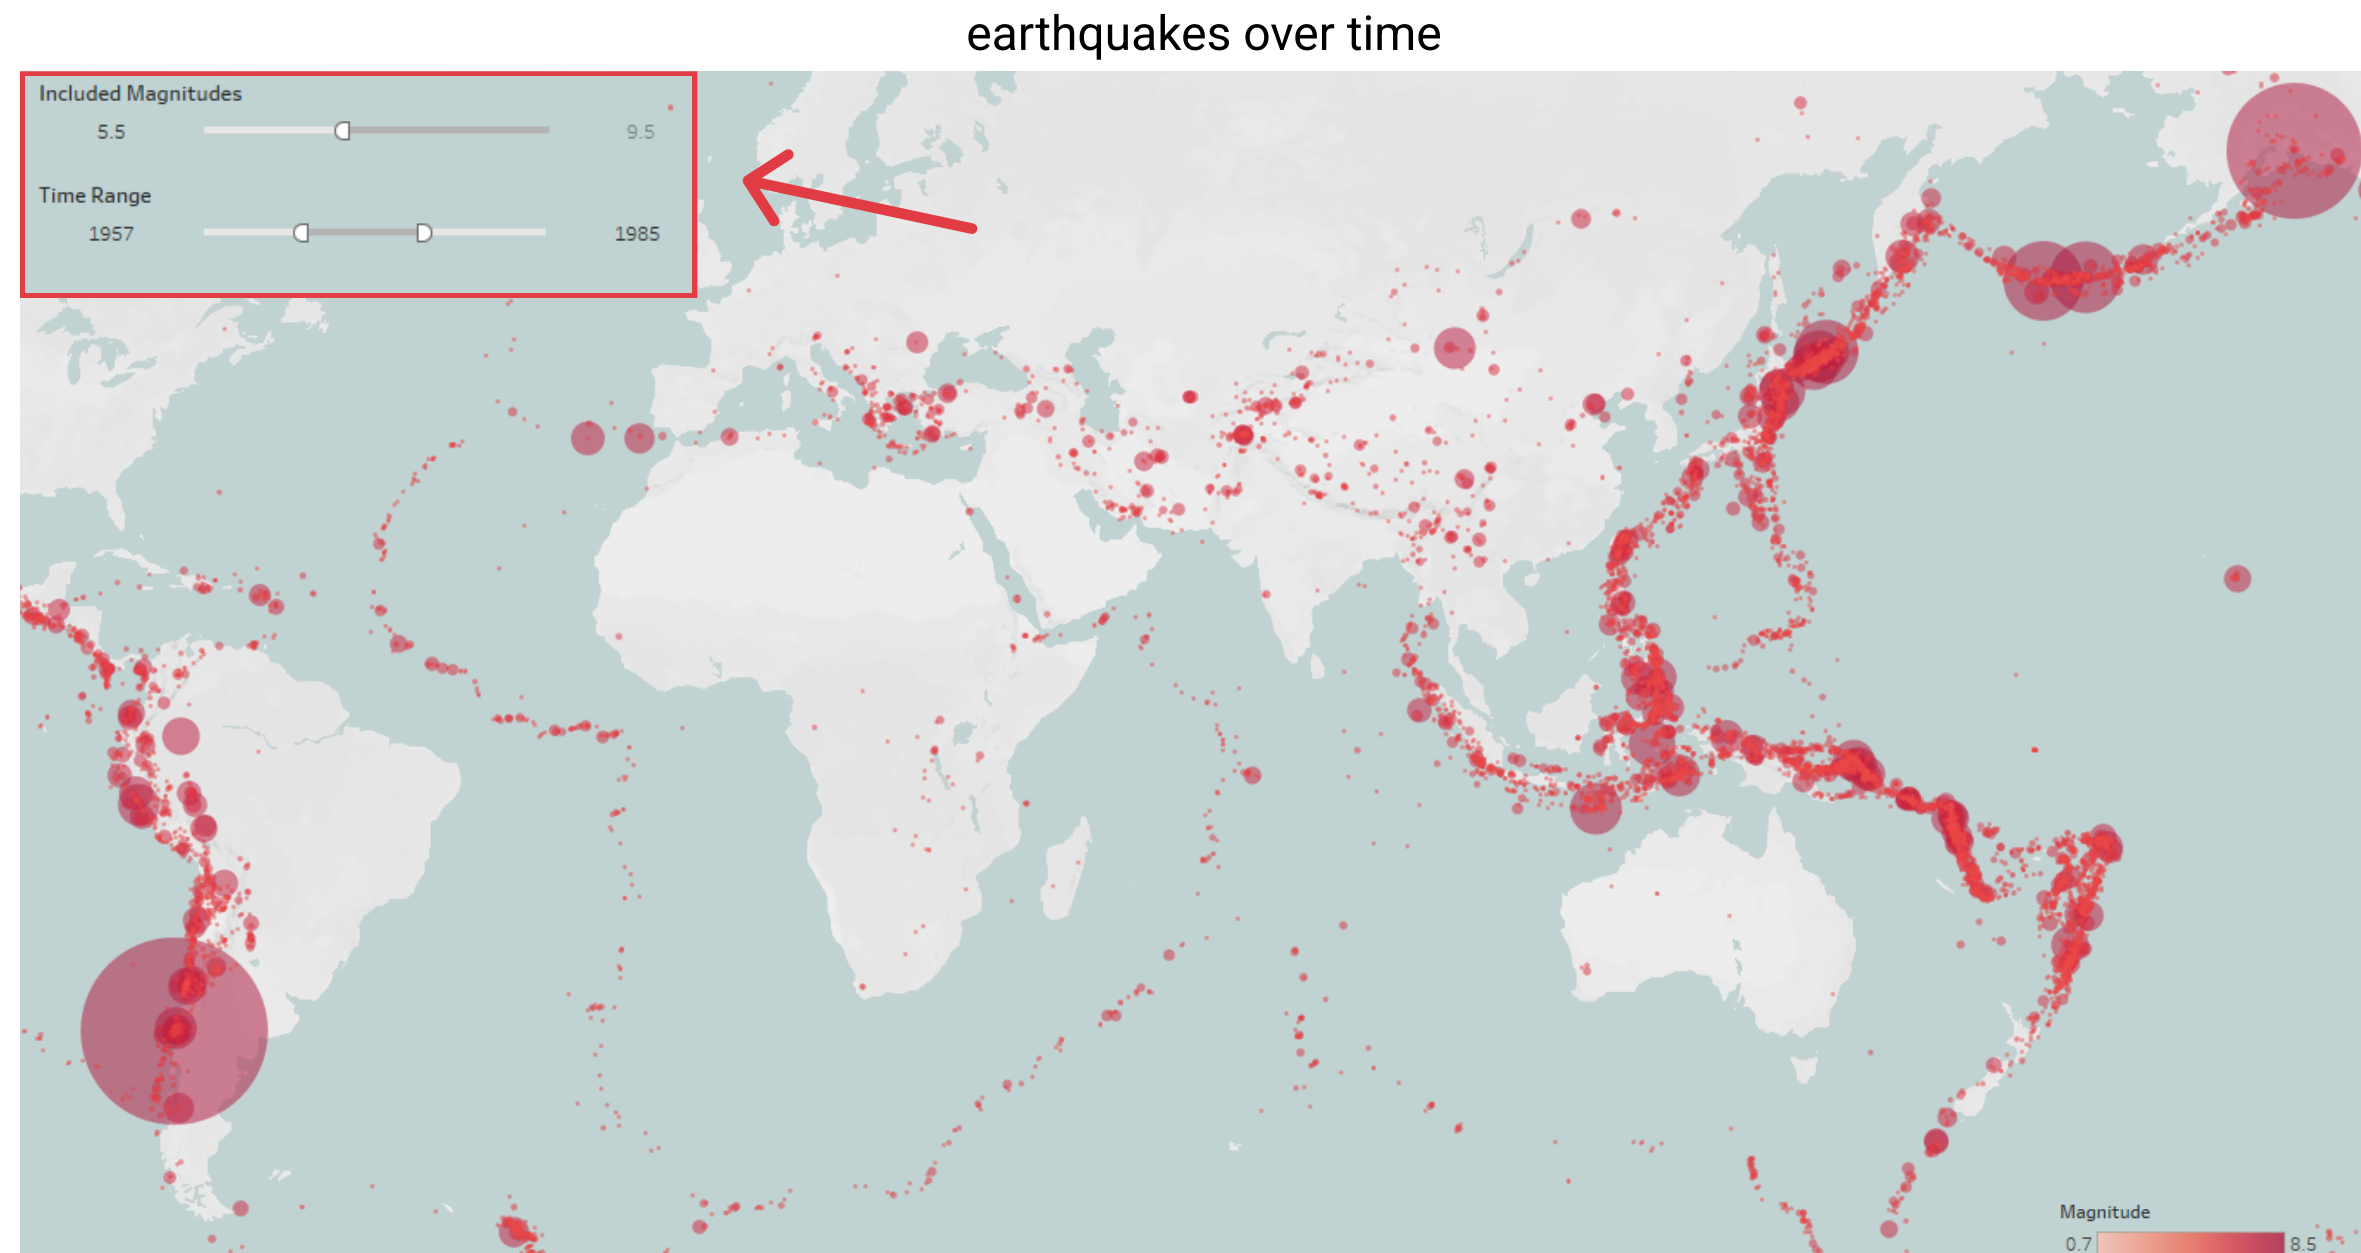 earthquakes over time
Included Magnitudes
5.5 9.5
Time Range
1957 1985
Magnitude
0.7 8.5